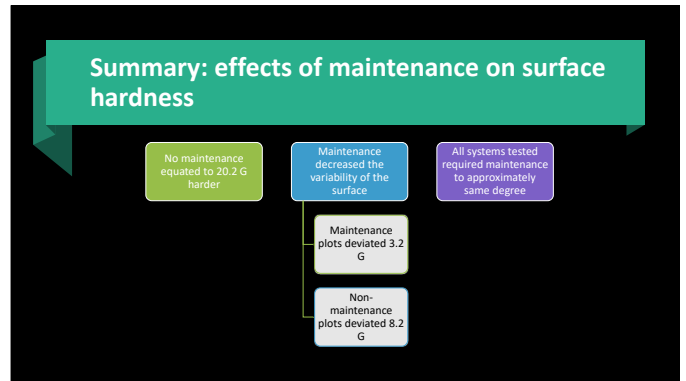 Summary: effects of maintenance on surface
hardness
No maintenance
equated to 20.2 G
harder
Maintenance
decreased the
variability of the
surface
Maintenance
plots deviated 3.2
G
Non-
maintenance
plots deviated 8.2
G
All systems tested
required maintenance
to approximately
same degree